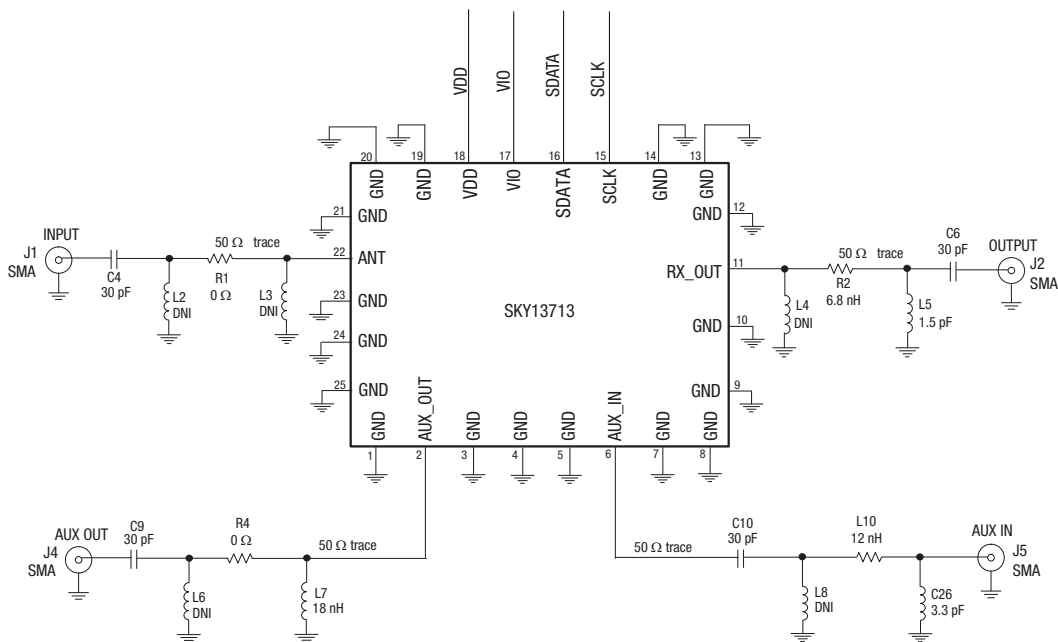 VDD
VIO
SDATA
SCLK
20
19
18
17
16
15
14
13
GND
GND
VDD
VIO
SDATA
SCLK
GND
GND
21
GND
GND
12
INPUT
J1
SMA
C4
30 pF
L2
DNI
50 Ω trace
R1
0 Ω
L3
DNI
22
ANT
RX_OUT
11
50 Ω trace
R2
6.8 nH
L4
DNI
L5
1.5 pF
C6
30 pF
OUTPUT
J2
SMA
23
GND
SKY13713
GND
10
24
GND
25
GND
GND
9
GND
AUX_OUT
GND
GND
GND
AUX_IN
GND
GND
1
2
3
4
5
6
7
8
AUX OUT
J4
SMA
C9
30 pF
L6
DNI
R4
0 Ω
L7
18 nH
50 Ω trace
50 Ω trace
C10
30 pF
L8
DNI
L10
12 nH
C26
3.3 pF
AUX IN
J5
SMA